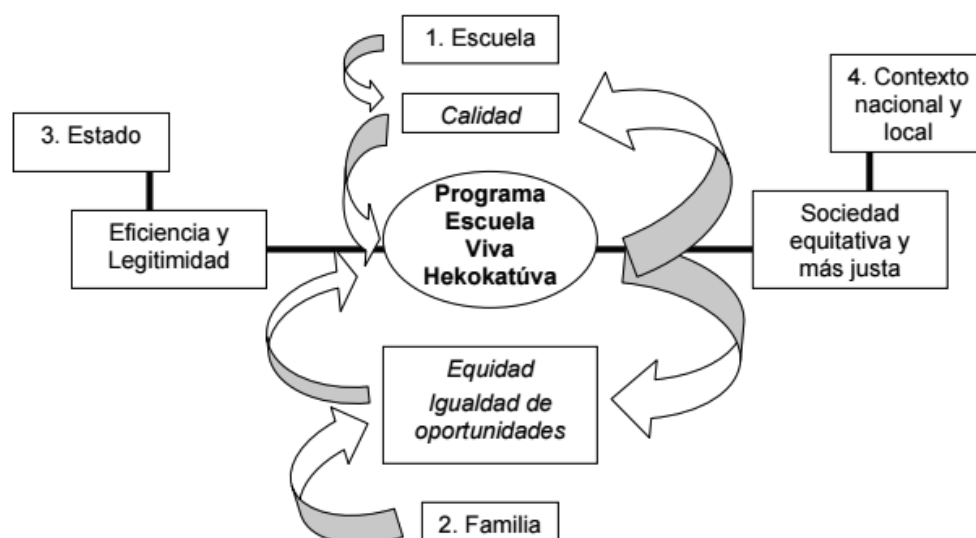 1. Escuela
Calidad
3. Estado
4. Contexto
nacional y
local
Eficiencia y
Legitimidad
Programa
Escuela
Viva
Hekokatúva
Sociedad
equitativa y
más justa
Equidad
Igualdad de
oportunidades
2. Familia